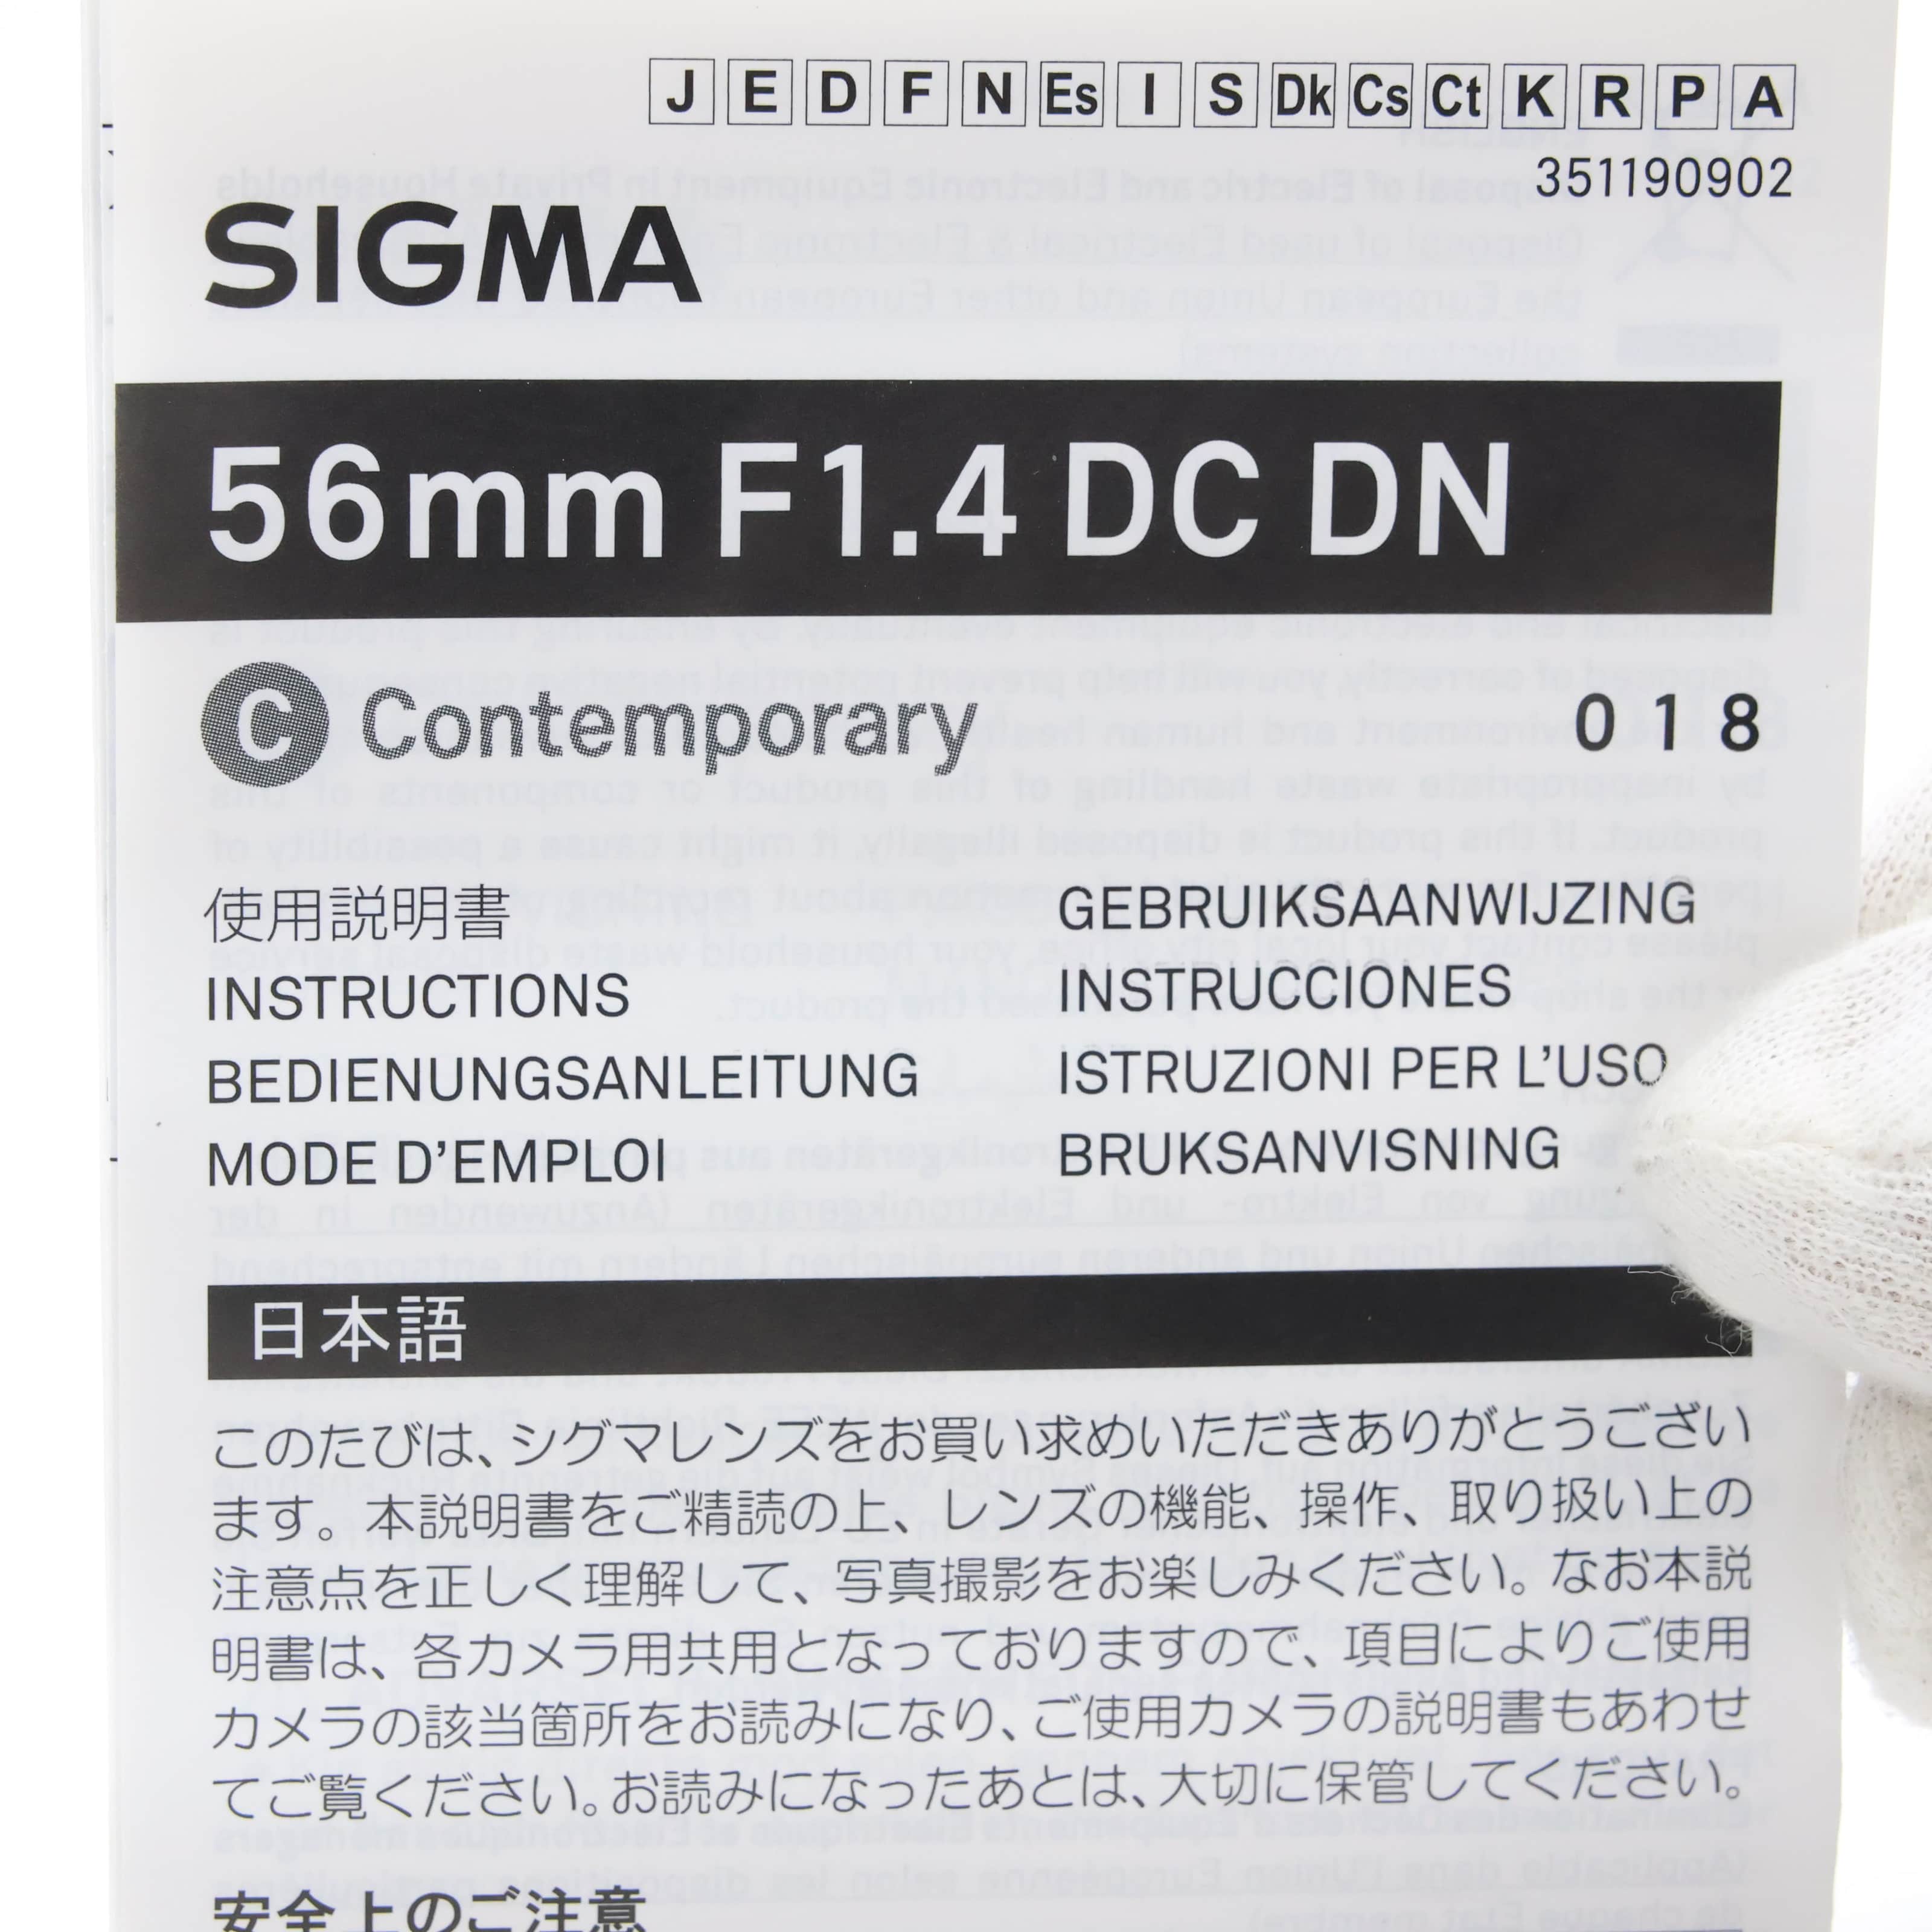 J E D F N Es I S Dk Cs Ct K R P A
351190902
SIGMA
56mm F1.4 DC DN
C Contemporary 018
使用説明書
INSTRUCTIONS
BEDIENUNGSANLEITUNG
MODE D’EMPLOI
GEBRUIKSAANWIJZING
INSTRUCCIONES
ISTRUZIONI PER L’USO
BRUKSANVISNING
日本語
このたびは、シグマレンズをお買い求めいただきありがとうござい
ます。本説明書をご精読の上、レンズの機能、操作、取り扱い上の
注意点を正しく理解して、写真撮影をお楽しみください。なお本説
明書は、各カメラ用共用となっておりますので、項目によりご使用
カメラの該当箇所をお読みになり、ご使用カメラの説明書もあわせ
てご覧ください。お読みになったあとは、大切に保管してください。
安全上のご注意